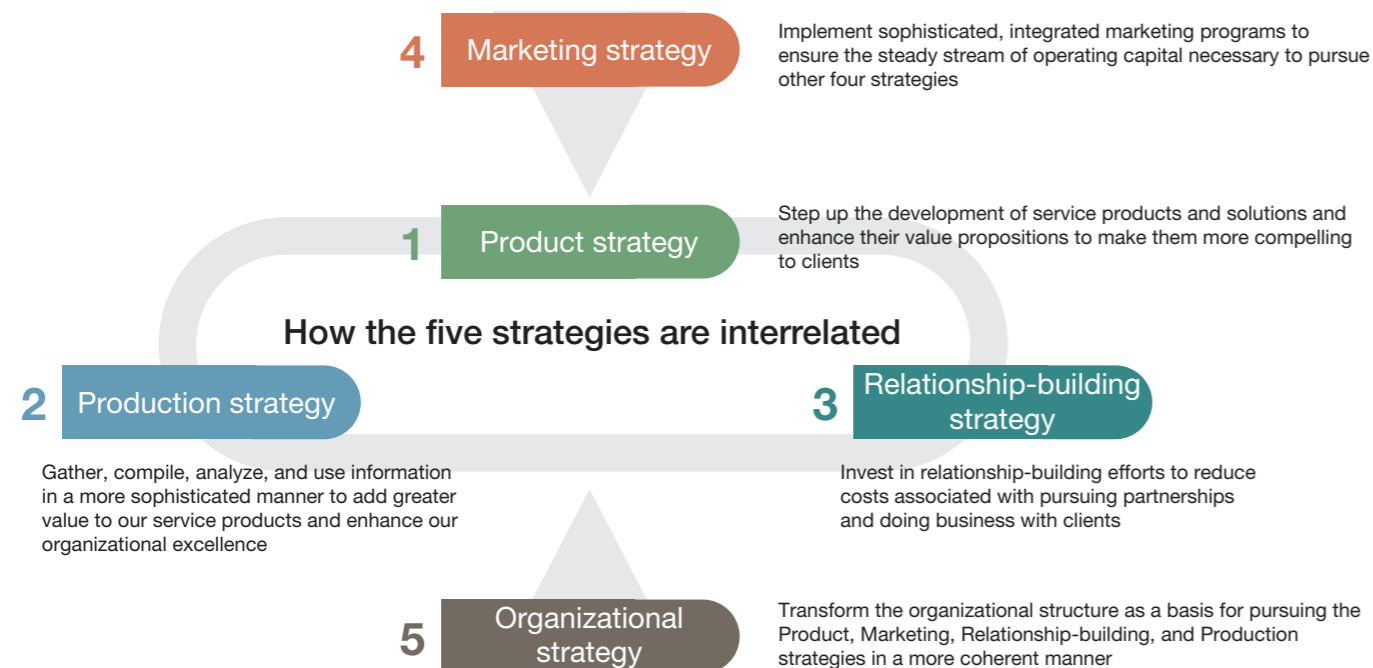 4
Marketing strategy
Implement sophisticated, integrated marketing programs to
ensure the steady stream of operating capital necessary to pursue
other four strategies
1
Product strategy
Step up the development of service products and solutions and
enhance their value propositions to make them more compelling
to clients
How the five strategies are interrelated
2
Production strategy
Gather, compile, analyze, and use information
in a more sophisticated manner to add greater
value to our service products and enhance our
organizational excellence
3
Relationship-building
strategy
Invest in relationship-building efforts to reduce
costs associated with pursuing partnerships
and doing business with clients
5
Organizational
strategy
Transform the organizational structure as a basis for pursuing the
Product, Marketing, Relationship-building, and Production
strategies in a more coherent manner